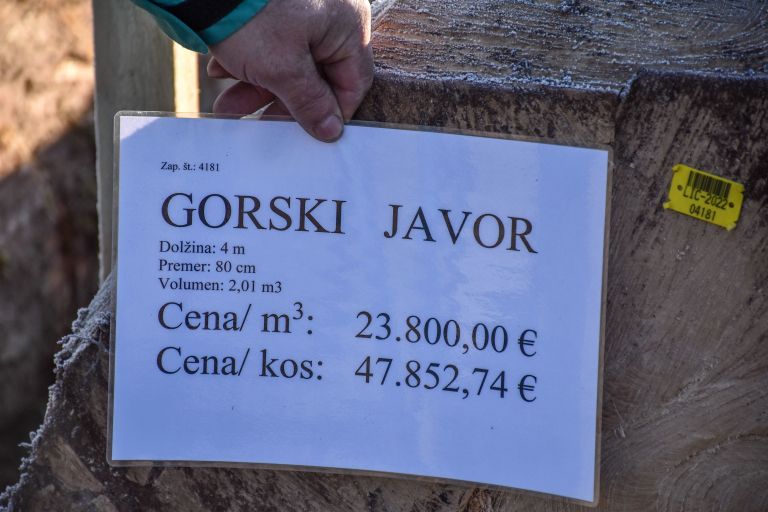 Zap. št.: 4181
GORSKI JAVOR
Dolžina: 4 m
Premer: 80 cm
Volumen: 2,01 m3
Cena/ m³: 23.800,00 €
Cena/ kos: 47.852,74 €
LIC-2022
04181